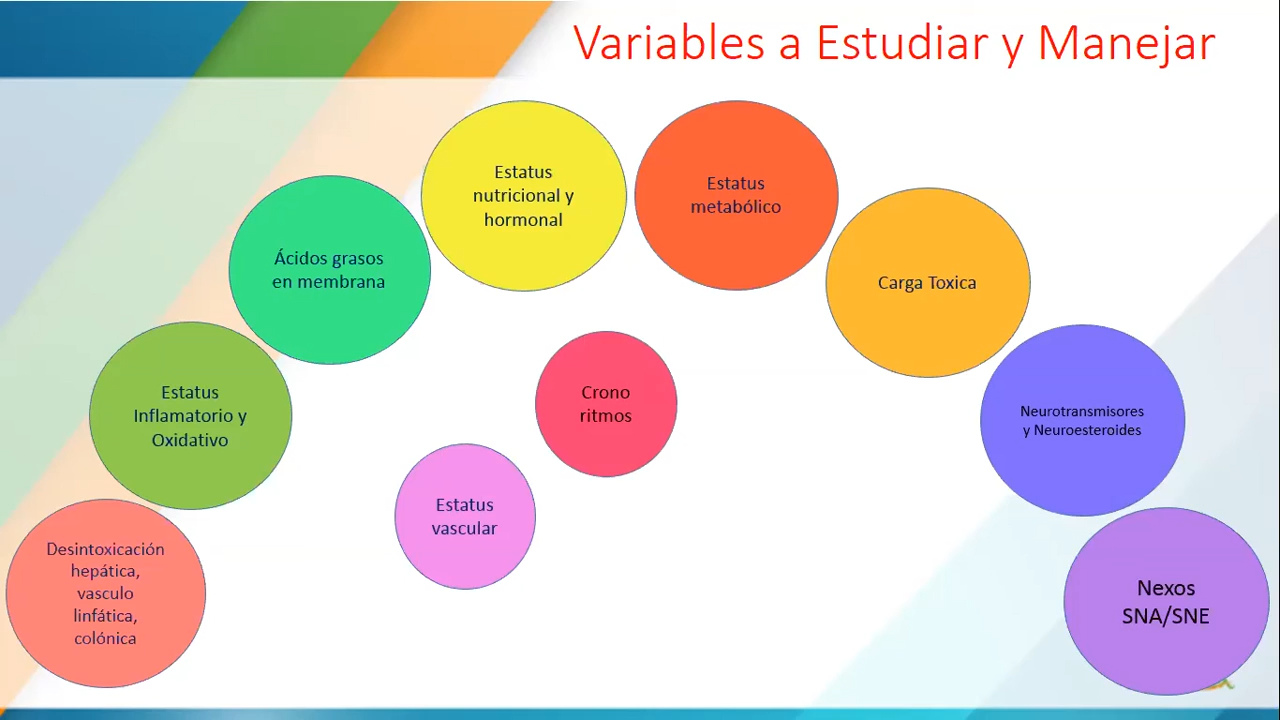 Variables a Estudiar y Manejar
Estatus
nutricional y
hormonal
Estatus
metabólico
Ácidos grasos
en membrana
Carga Toxica
Estatus
Inflamatorio y
Oxidativo
Crono
ritmos
Neurotransmisores
y Neuroesteroides
Estatus
vascular
Desintoxicación
hepática,
vasculo
linfática,
colónica
Nexos
SNA/SNE